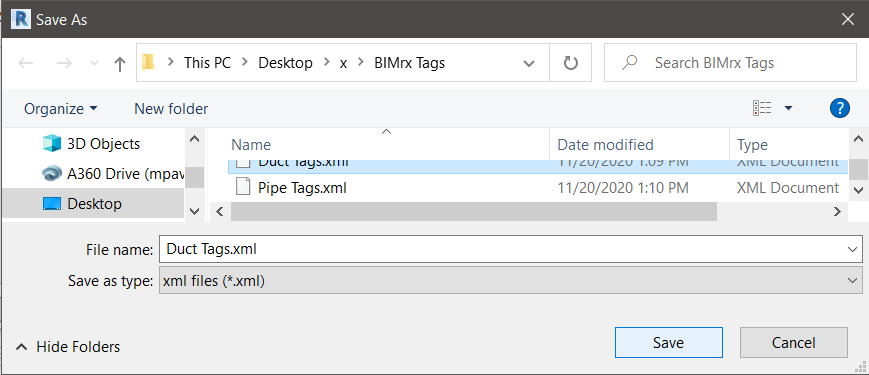 R Save As
This PC > Desktop > x > BIMrx Tags
Search BIMrx Tags
Organize
New folder
?
Name
Date modified
Type
3D Objects
A360 Drive (mpav
Desktop
Duct Tags.xml 11/20/2020 1:09 PM XML Document
Pipe Tags.xml 11/20/2020 1:10 PM XML Document
File name: Duct Tags.xml
Save as type: xml files (*.xml)
Hide Folders
Save
Cancel